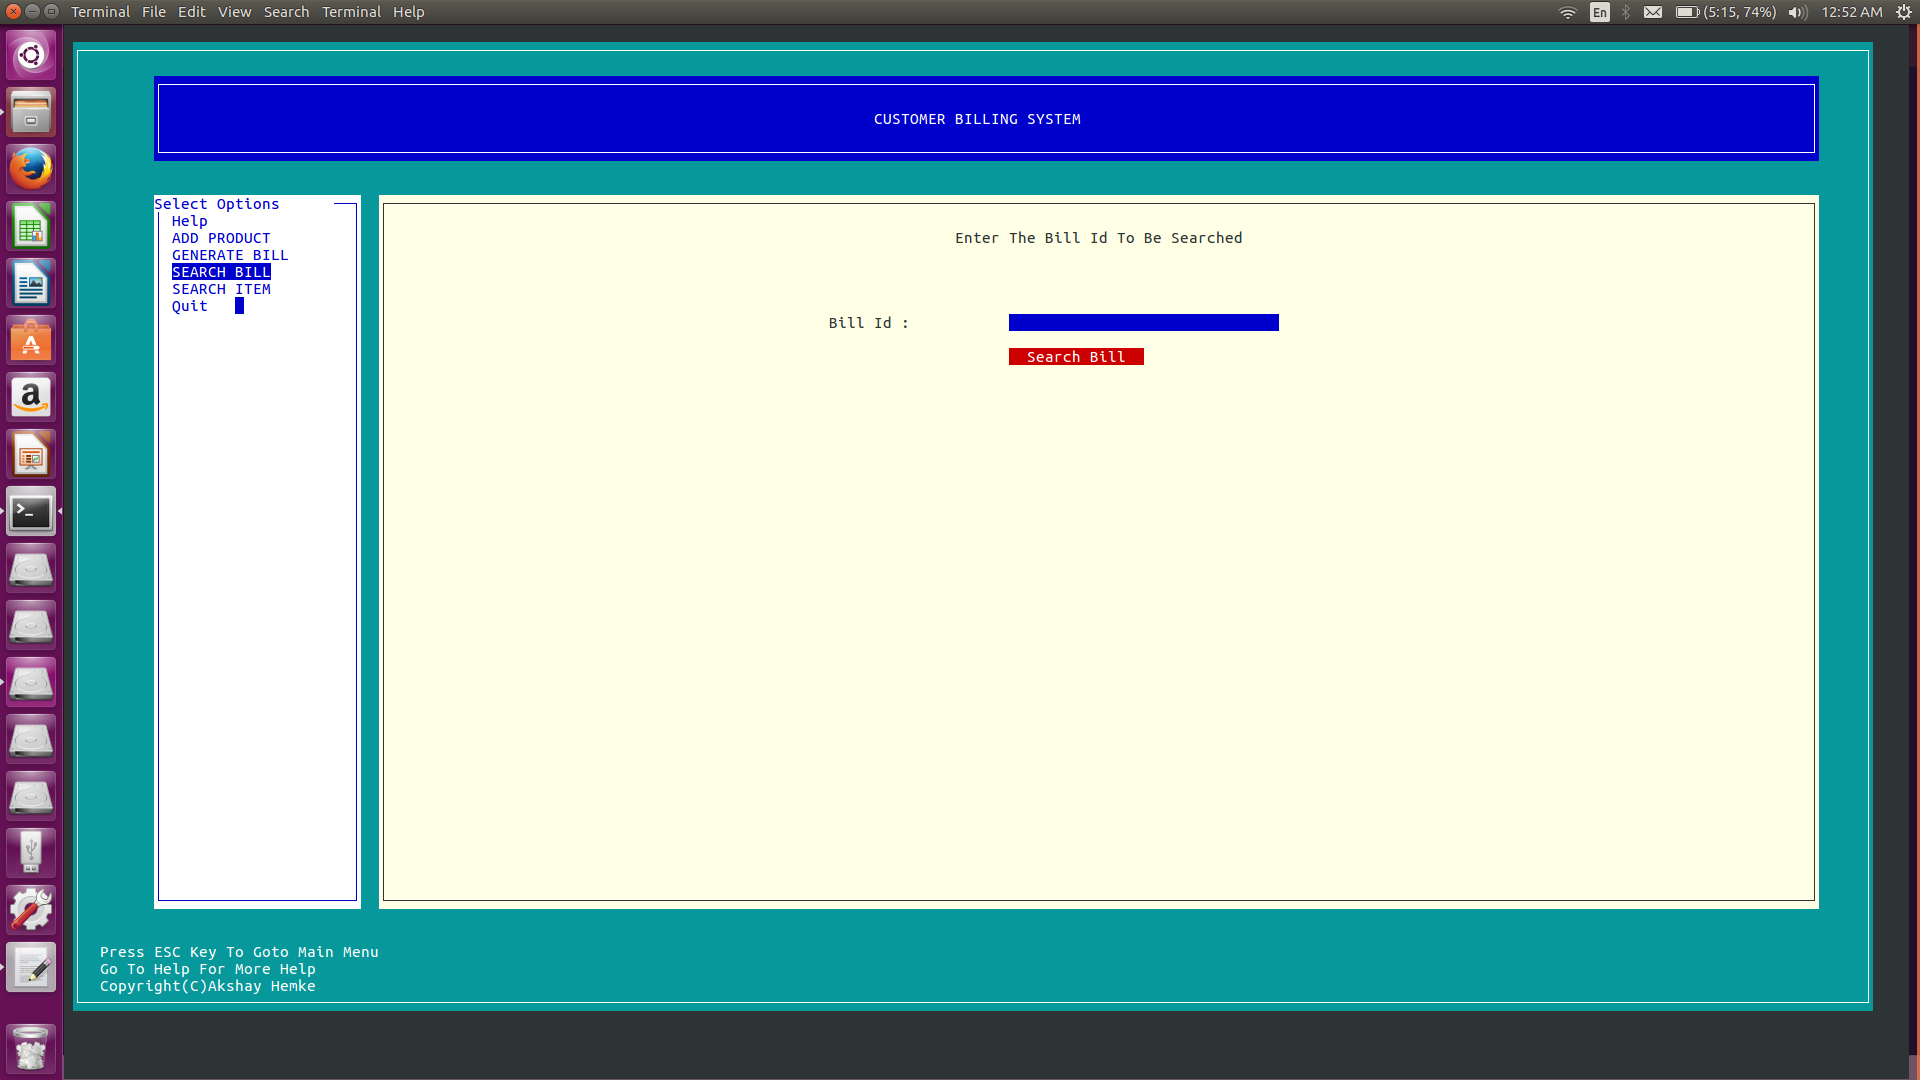 Terminal File Edit View Search Terminal Help
En (5:15, 74%) 12:52 AM
CUSTOMER BILLING SYSTEM
Select Options
Help
ADD PRODUCT
GENERATE BILL
SEARCH BILL
SEARCH ITEM
Quit
Enter The Bill Id To Be Searched
Bill Id :
Search Bill
Press ESC Key To Goto Main Menu
Go To Help For More Help
Copyright(C)Akshay Hemke